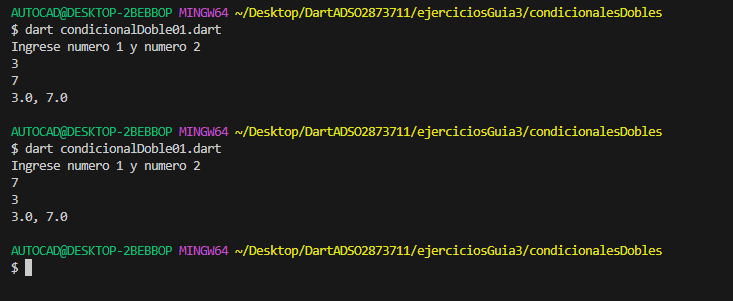 AUTOCAD@DESKTOP-2BEBBOP MINGW64 ~/Desktop/DartADSO2873711/ejerciciosGuia3/condicionalesDobles
$ dart condicionalDoble01.dart
Ingrese numero 1 y numero 2
3
7
3.0, 7.0
AUTOCAD@DESKTOP-2BEBBOP MINGW64 ~/Desktop/DartADSO2873711/ejerciciosGuia3/condicionalesDobles
$ dart condicionalDoble01.dart
Ingrese numero 1 y numero 2
7
3
3.0, 7.0
AUTOCAD@DESKTOP-2BEBBOP MINGW64 ~/Desktop/DartADSO2873711/ejerciciosGuia3/condicionalesDobles
$